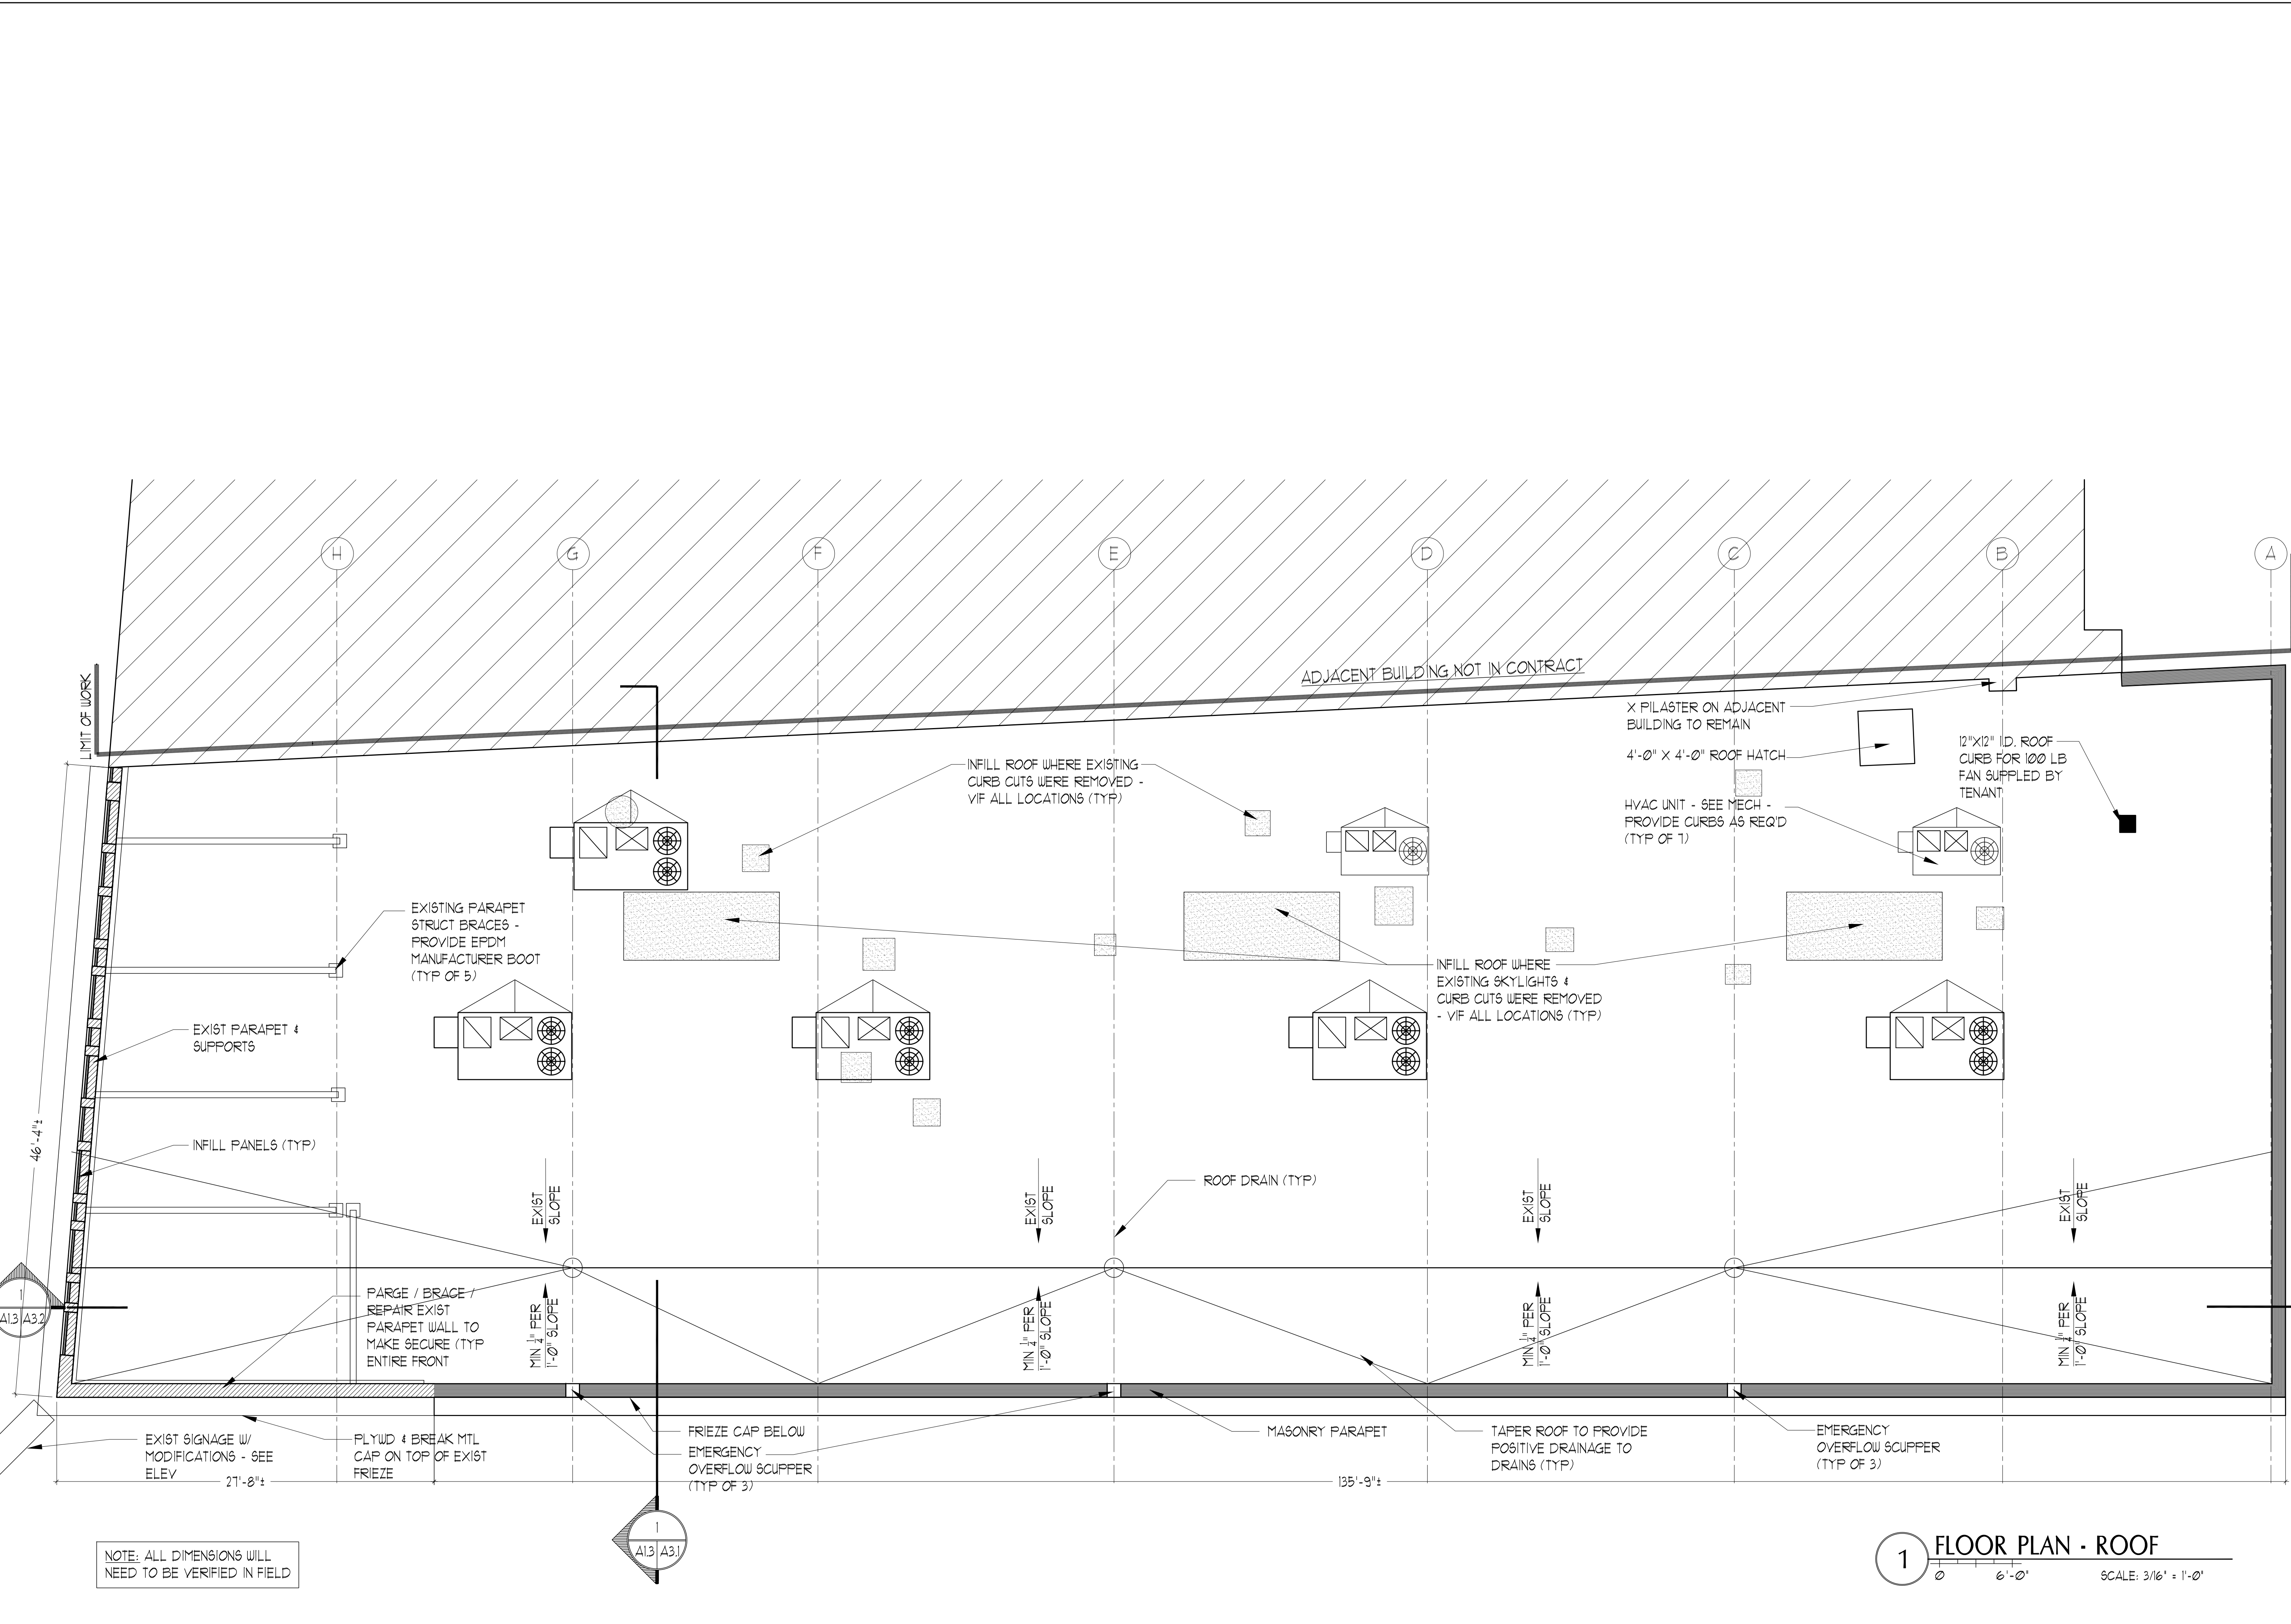 H
G
F
E
D
C
B
A
LIMIT OF WORK
ADJACENT BUILDING NOT IN CONTRACT
X PILASTER ON ADJACENT
BUILDING TO REMAIN
4'-0" X 4'-0" ROOF HATCH
12"X12" I.D. ROOF
CURB FOR 100 LB
FAN SUPPLED BY
TENANT
HVAC UNIT - SEE MECH -
PROVIDE CURBS AS REQ'D
(TYP OF 7)
INFILL ROOF WHERE EXISTING
CURB CUTS WERE REMOVED -
VIF ALL LOCATIONS (TYP)
EXISTING PARAPET
STRUCT BRACES -
PROVIDE EPDM
MANUFACTURER BOOT
(TYP OF 5)
INFILL ROOF WHERE
EXISTING SKYLIGHTS &
CURB CUTS WERE REMOVED
- VIF ALL LOCATIONS (TYP)
EXIST PARAPET &
SUPPORTS
46'-4"±
INFILL PANELS (TYP)
ROOF DRAIN (TYP)
EXIST
SLOPE
EXIST
SLOPE
EXIST
SLOPE
EXIST
SLOPE
MIN 1/4" PER
1'-0" SLOPE
MIN 1/4" PER
1'-0" SLOPE
MIN 1/4" PER
1'-0" SLOPE
MIN 1/4" PER
1'-0" SLOPE
1
A1.3 A3.2
PARGE / BRACE /
REPAIR EXIST
PARAPET WALL TO
MAKE SECURE (TYP
ENTIRE FRONT
EXIST SIGNAGE W/
MODIFICATIONS - SEE
ELEV
PLYWD & BREAK MTL
CAP ON TOP OF EXIST
FRIEZE
FRIEZE CAP BELOW
EMERGENCY
OVERFLOW SCUPPER
(TYP OF 3)
MASONRY PARAPET
TAPER ROOF TO PROVIDE
POSITIVE DRAINAGE TO
DRAINS (TYP)
EMERGENCY
OVERFLOW SCUPPER
(TYP OF 3)
27'-8"±
135'-9"±
1
A1.3 A3.1
NOTE: ALL DIMENSIONS WILL
NEED TO BE VERIFIED IN FIELD
1
FLOOR PLAN - ROOF
0 6'-0" SCALE: 3/16" = 1'-0"